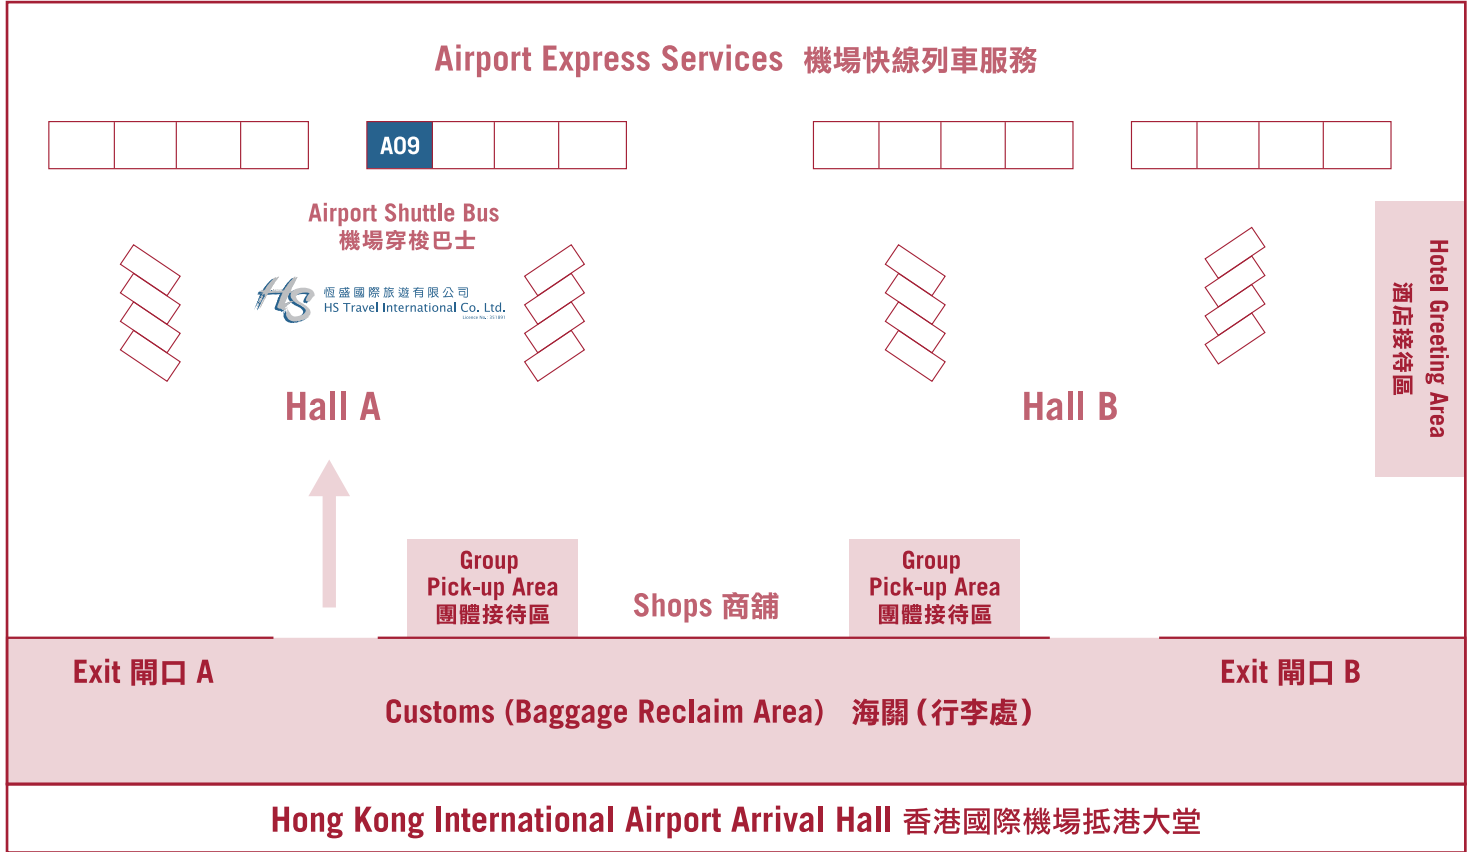 Airport Express Services 機場快線列車服務
A09
Airport Shuttle Bus
機場穿梭巴士
HS 恆盛國際旅遊有限公司
HS Travel International Co. Ltd.
Hotel Greeting Area
酒店接待區
Hall A
Hall B
Group
Pick-up Area
團體接待區
Shops 商舖
Group
Pick-up Area
團體接待區
Exit 閘口 A
Exit 閘口 B
Customs (Baggage Reclaim Area) 海關 (行李處)
Hong Kong International Airport Arrival Hall 香港國際機場抵港大堂